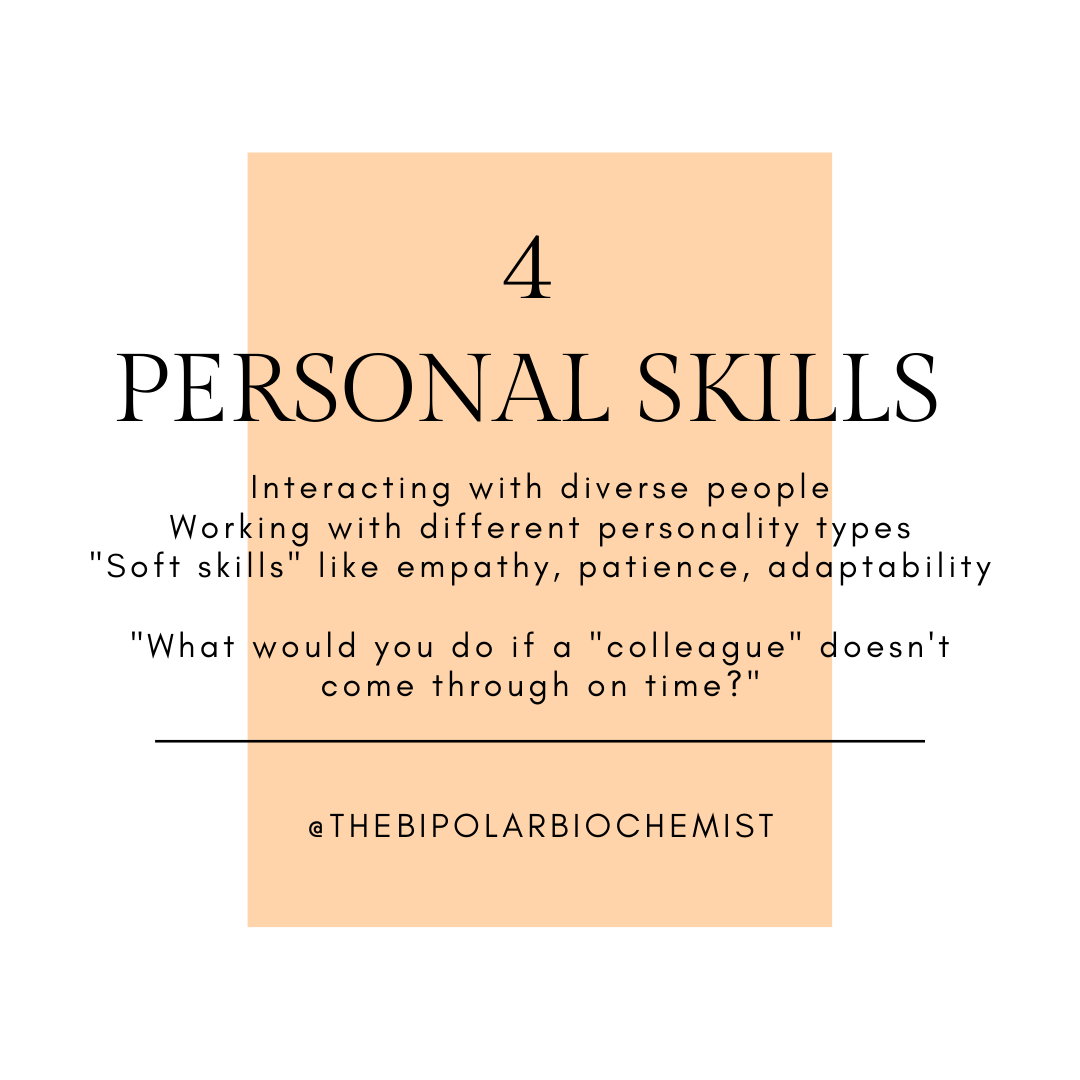 4
PERSONAL SKILLS
Interacting with diverse people
Working with different personality types
"Soft skills" like empathy, patience, adaptability
"What would you do if a "colleague" doesn't
come through on time?"
@THEBIPOLARBIOCHEMIST